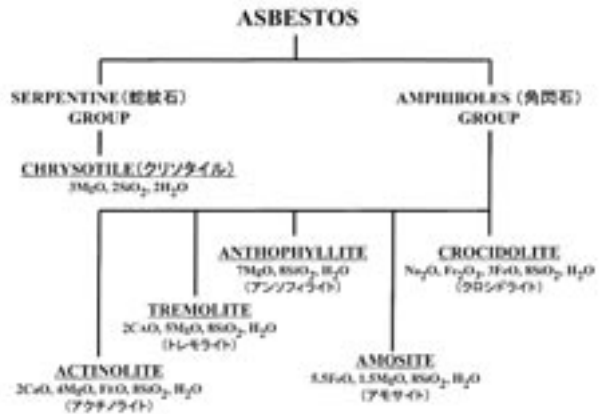 ASBESTOS
SERPENTINE(蛇紋石)
GROUP
AMPHIBOLES (角閃石)
GROUP
CHRYSOTILE(クリソタイル)
3MgO, 2SiO₂, 2H₂O
ANTHOPHYLLITE
7MgO, 8SiO₂, H₂O
(アンソフィライト)
CROCIDOLITE
Na₂O, Fe₂O₃, 3FeO, 8SiO₂, H₂O
(クロシドライト)
TREMOLITE
2CaO, 5MgO, 8SiO₂, H₂O
(トレモライト)
ACTINOLITE
2CaO, 4MgO, FeO, 8SiO₂, H₂O
(アクチノライト)
AMOSITE
5.5FeO, 1.5MgO, 8SiO₂, H₂O
(アモサイト)